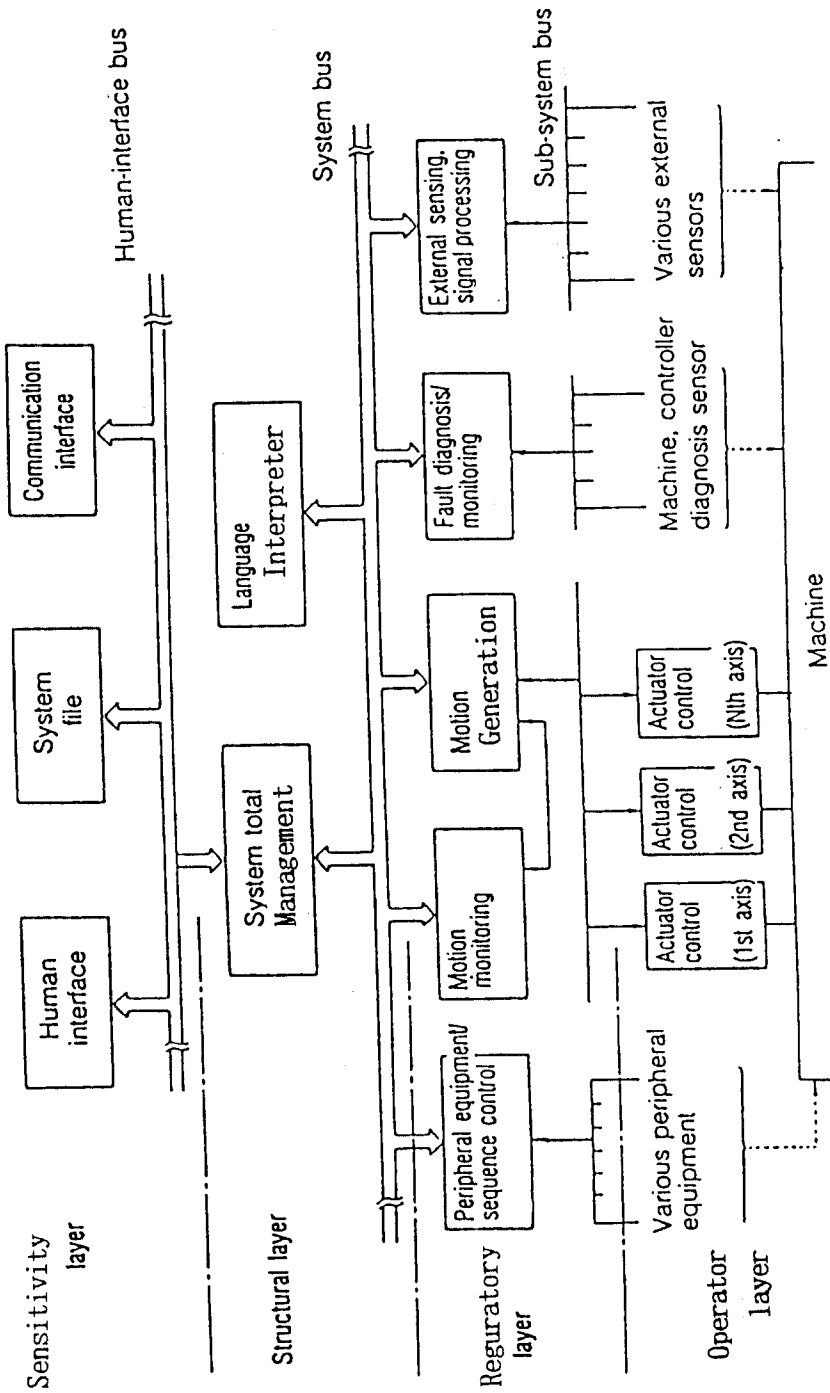 Sensitivity
layer
Human
interface
System
file
Communication
interface
Human-interface bus
Structural layer
System total
Management
Language
Interpreter
System bus
Reguratory
layer
Peripheral equipment/
sequence control
Motion
monitoring
Motion
Generation
Fault diagnosis/
monitoring
External sensing,
signal processing
Sub-system bus
Operator
layer
Various peripheral
equipment
Actuator
control
(1st axis)
Actuator
control
(2nd axis)
Actuator
control
(Nth axis)
Machine, controller
diagnosis sensor
Various external
sensors
Machine